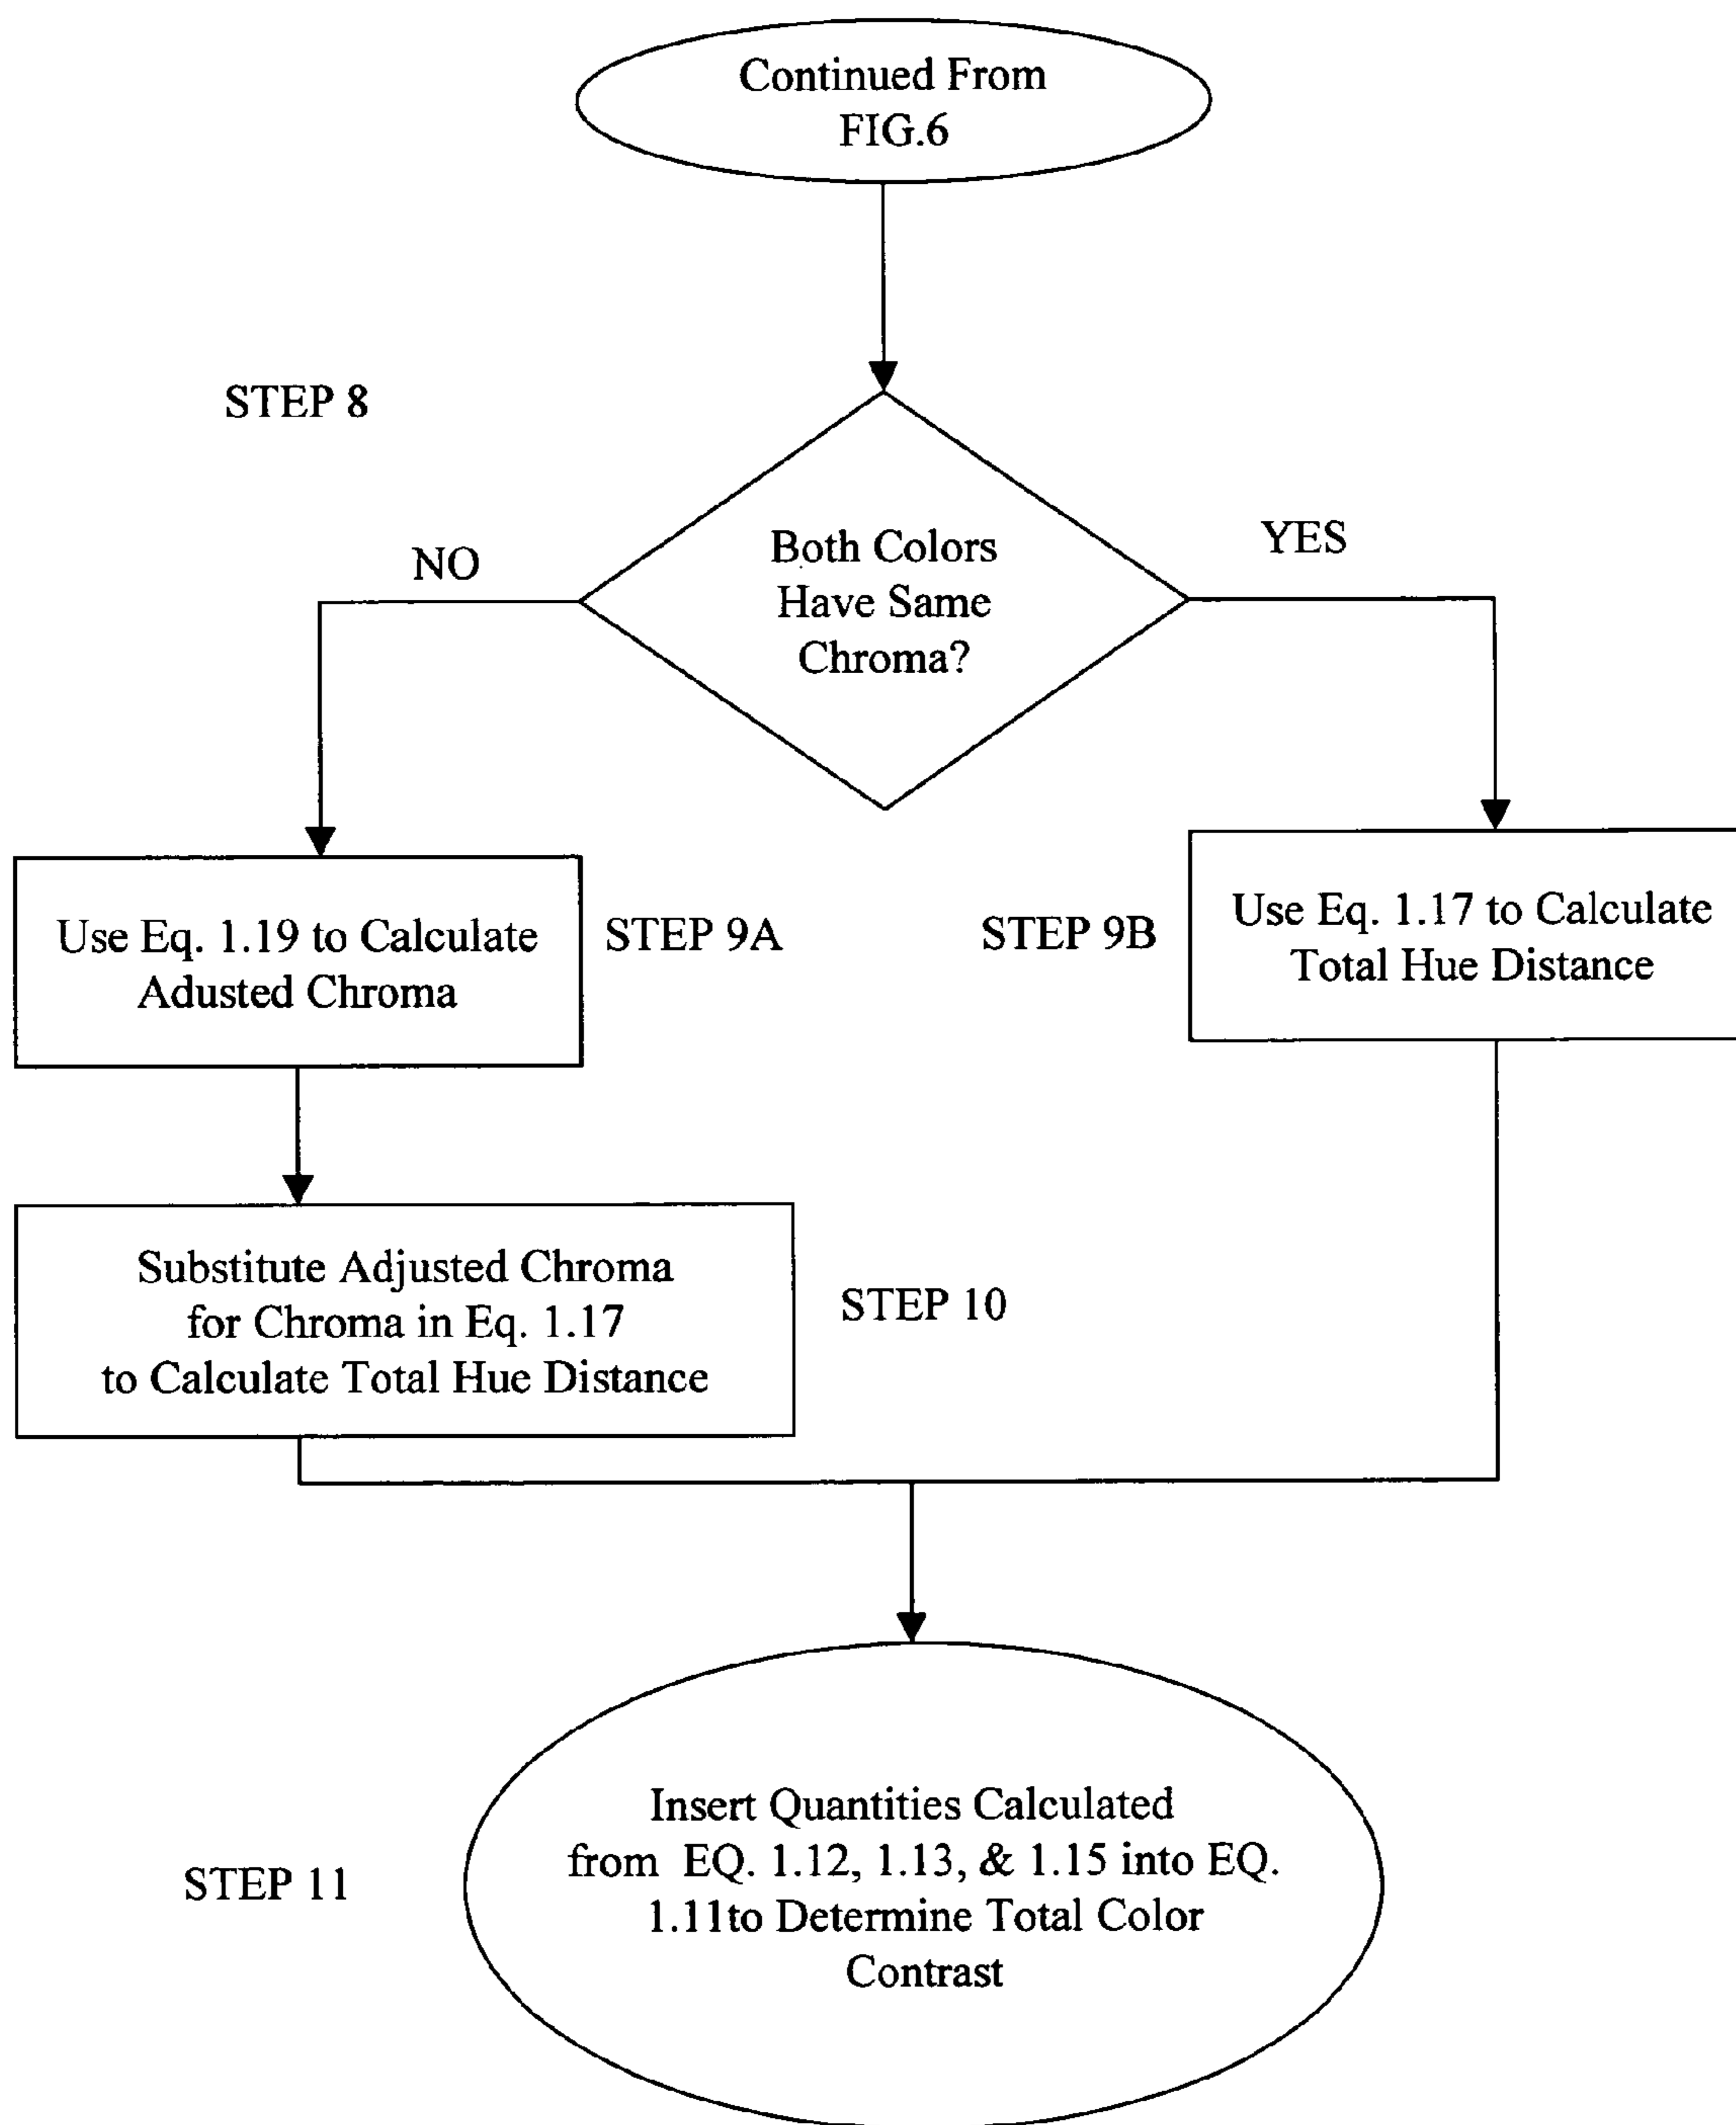 Continued From
FIG.6
STEP 8
Both Colors
Have Same
Chroma?
NO
YES
Use Eq. 1.19 to Calculate
Adusted Chroma
STEP 9A
STEP 9B
Use Eq. 1.17 to Calculate
Total Hue Distance
Substitute Adjusted Chroma
for Chroma in Eq. 1.17
to Calculate Total Hue Distance
STEP 10
STEP 11
Insert Quantities Calculated
from EQ. 1.12, 1.13, & 1.15 into EQ.
1.11to Determine Total Color
Contrast